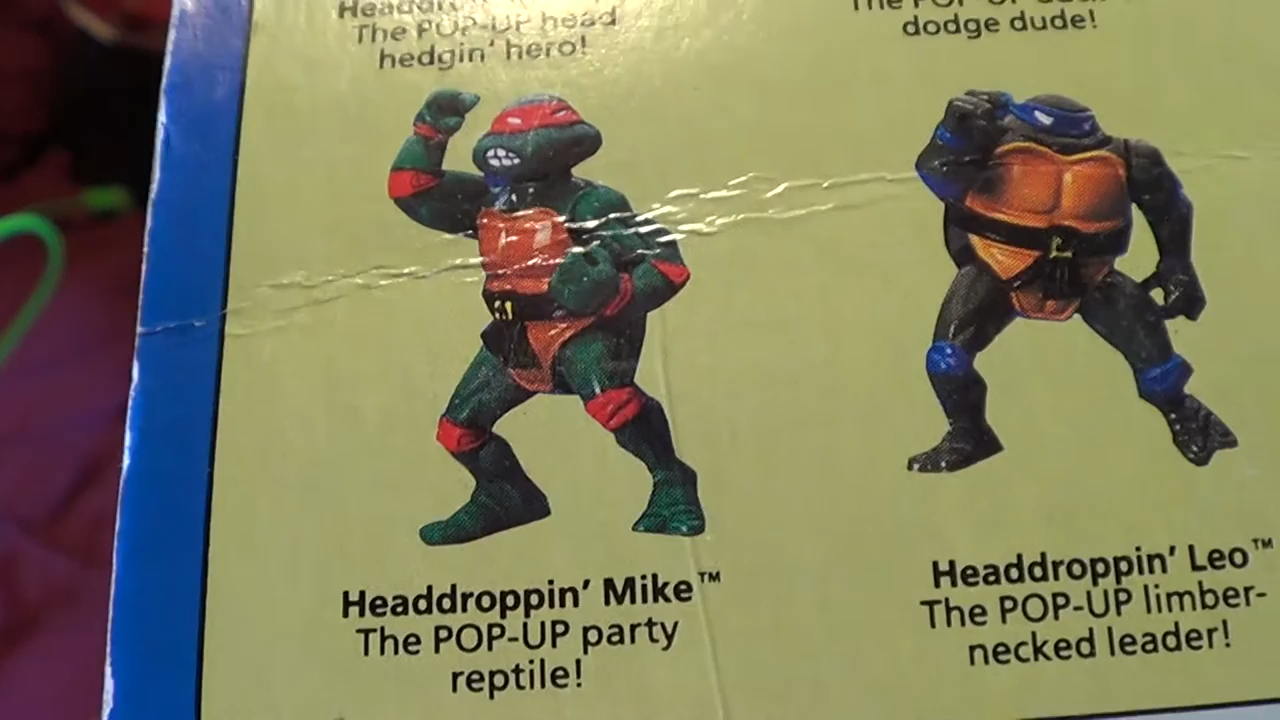 The POP-UP head
hedgin' hero!
dodge dude!
Headdroppin' Mike™
The POP-UP party
reptile!
Headdroppin' Leo™
The POP-UP limber-
necked leader!